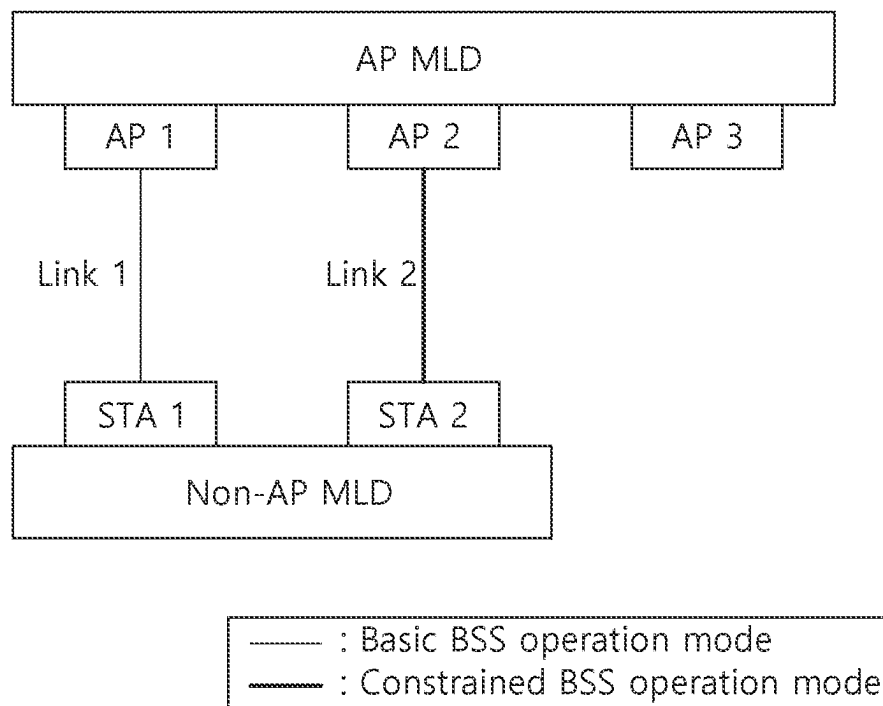 AP MLD
AP 1
AP 2
AP 3
Link 1
Link 2
STA 1
STA 2
Non-AP MLD
: Basic BSS operation mode
: Constrained BSS operation mode